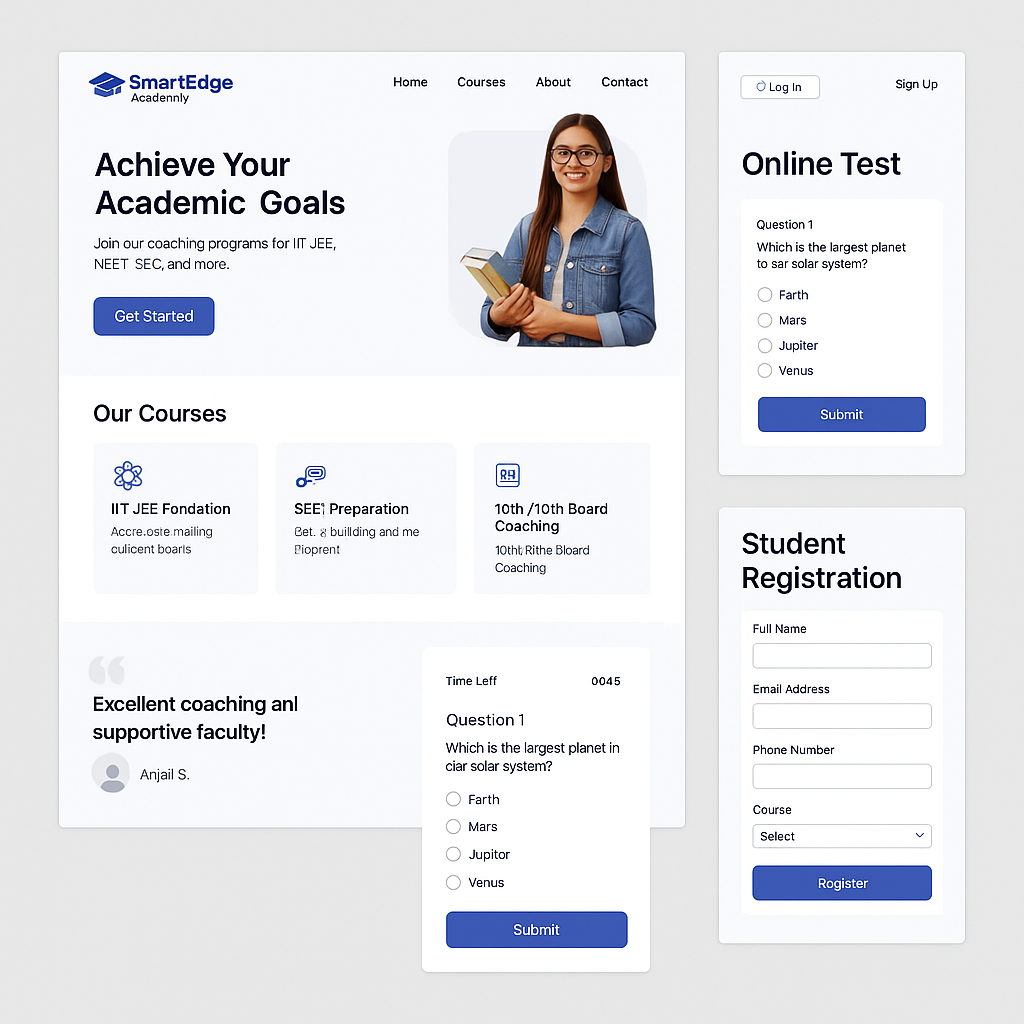 SmartEdge
Acadennly
Home
Courses
About
Contact
Achieve Your
Academic Goals
Join our coaching programs for IIT JEE,
NEET SEC, and more.
Get Started
Our Courses
IIT JEE Fondation
Accre.oste mailing
culicent boarls
SEE Preparation
Bet. 8 building and me
Bioprent
10th /10th Board
Coaching
10thl Rithe Bloard
Coaching
Excellent coaching anl
supportive faculty!
Anjail S.
Time Leff
0045
Question 1
Which is the largest planet in
ciar solar system?
Farth
Mars
Jupitor
Venus
Submit
Log In
Sign Up
Online Test
Question 1
Which is the largest planet
to sar solar system?
Farth
Mars
Jupiter
Venus
Submit
Student
Registration
Full Name
Email Address
Phone Number
Course
Select
Rogister